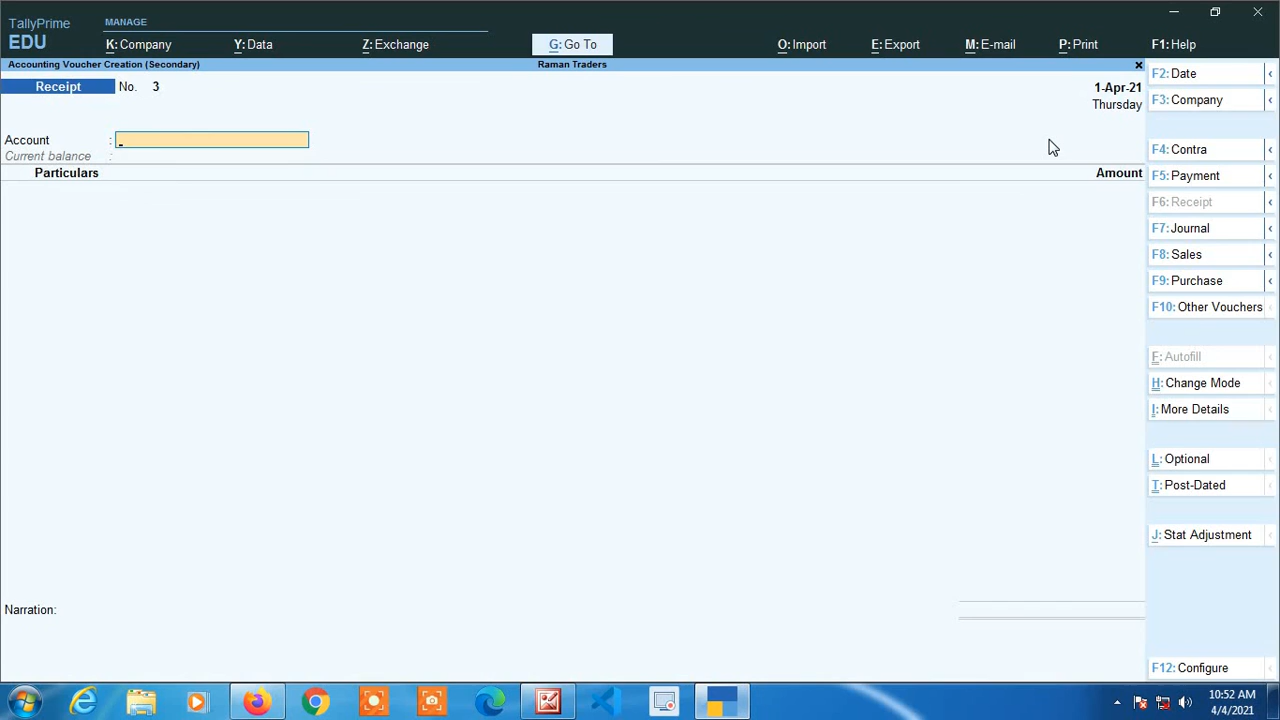 TallyPrime
EDU
MANAGE
K: Company
Y: Data
Z: Exchange
G: Go To
O: Import
E: Export
M: E-mail
P: Print
F1: Help
Accounting Voucher Creation (Secondary)
Raman Traders
Receipt
No. 3
1-Apr-21
Thursday
Account :
Current balance :
Particulars
Amount
Narration:
F2: Date
F3: Company
F4: Contra
F5: Payment
F6: Receipt
F7: Journal
F8: Sales
F9: Purchase
F10: Other Vouchers
F: Autofill
H: Change Mode
I: More Details
L: Optional
T: Post-Dated
J: Stat Adjustment
F12: Configure
10:52 AM
4/4/2021